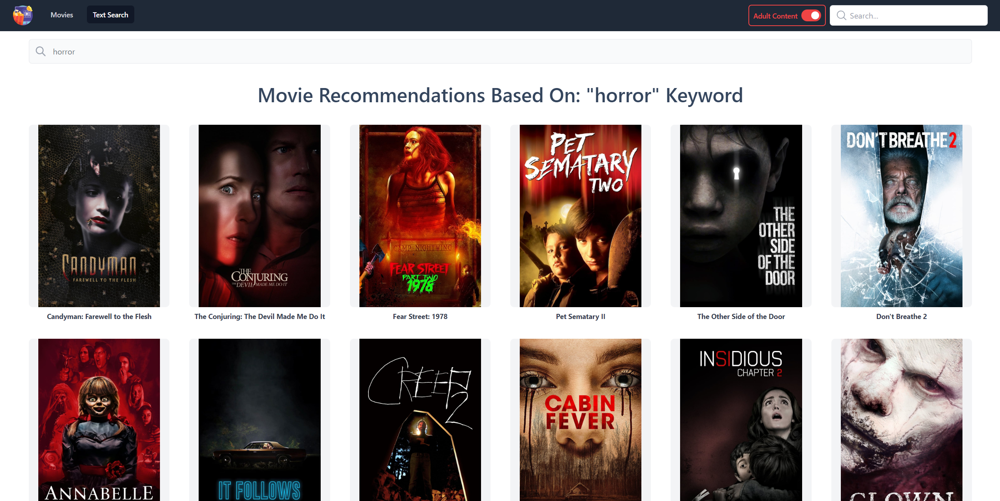 Movies
Text Search
Adult Content
Search...
horror
Movie Recommendations Based On: "horror" Keyword
CANDYMAN
FAREWELL TO THE FLESH
THE
CONJURING
THE DEVIL MADE ME DO IT
CAMP NIGHTWING
FEAR STREET
PART TWO
1978
PET
SEMATARY
TWO
THE
OTHER
SIDE
OF THE
DOOR
DON'T BREATHE 2
Candyman: Farewell to the Flesh
The Conjuring: The Devil Made Me Do It
Fear Street: 1978
Pet Sematary II
The Other Side of the Door
Don't Breathe 2
ANNABELLE
IT FOLLOWS
CREEP
2
CABIN
FEVER
INSIDIOUS
CHAPTER 2
CLOWN